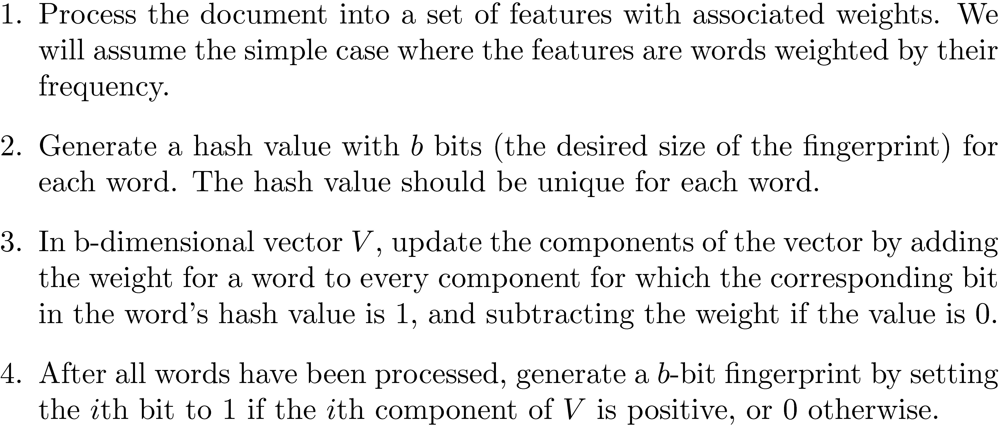 1. Process the document into a set of features with associated weights. We
will assume the simple case where the features are words weighted by their
frequency.
2. Generate a hash value with b bits (the desired size of the fingerprint) for
each word. The hash value should be unique for each word.
3. In b-dimensional vector V, update the components of the vector by adding
the weight for a word to every component for which the corresponding bit
in the word's hash value is 1, and subtracting the weight if the value is 0.
4. After all words have been processed, generate a b-bit fingerprint by setting
the ith bit to 1 if the ith component of V is positive, or 0 otherwise.